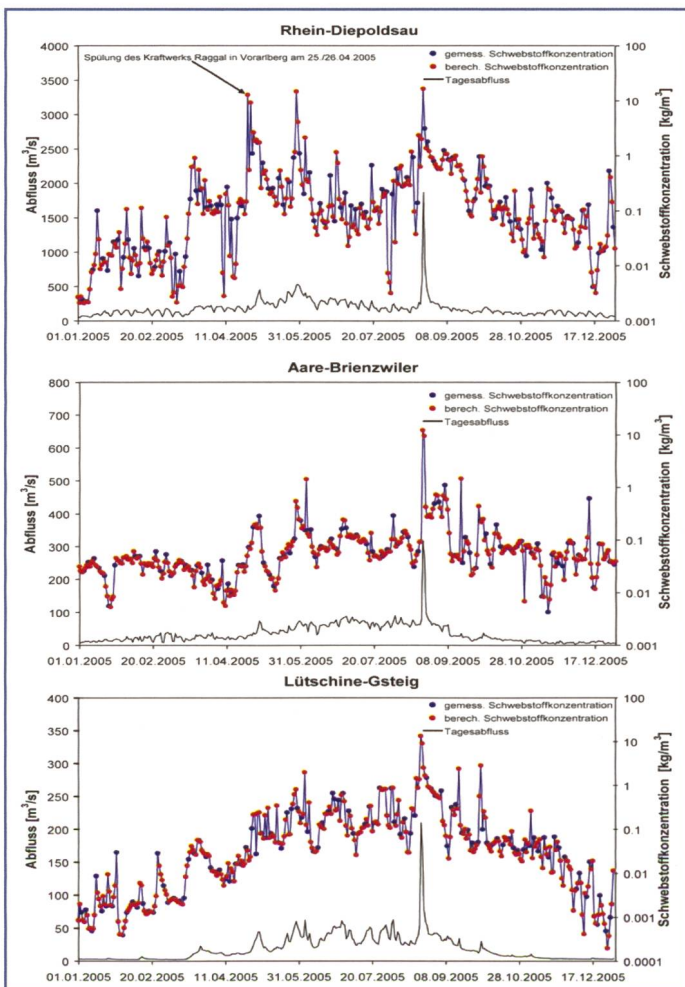 Rhein-Diepoldsau
Spülung des Kraftwerks Raggal in Vorarlberg am 25./26.04 2005
gemess. Schwebstoffkonzentration
berech. Schwebstoffkonzentration
Tagesabfluss
Abfluss [m³/s]
4000
3500
3000
2500
2000
1500
1000
500
0
100
10
1
0.1
0.01
0.001
Schwebstoffkonzentration [kg/m³]
01.01.2005 20.02.2005 11.04.2005 31.05.2005 20.07.2005 08.09.2005 28.10.2005 17.12.2005
Aare-Brienzwiler
gemess. Schwebstoffkonzentration
berech. Schwebstoffkonzentration
Tagesabfluss
Abfluss [m³/s]
800
700
600
500
400
300
200
100
0
100
10
1
0.1
0.01
0.001
Schwebstoffkonzentration [kg/m³]
01.01.2005 20.02.2005 11.04.2005 31.05.2005 20.07.2005 08.09.2005 28.10.2005 17.12.2005
Lütschine-Gsteig
gemess. Schwebstoffkonzentration
berech. Schwebstoffkonzentration
Tagesabfluss
Abfluss [m³/s]
400
350
300
250
200
150
100
50
0
100
10
1
0.1
0.01
0.001
0.0001
Schwebstoffkonzentration [kg/m³]
01.01.2005 20.02.2005 11.04.2005 31.05.2005 20.07.2005 08.09.2005 28.10.2005 17.12.2005